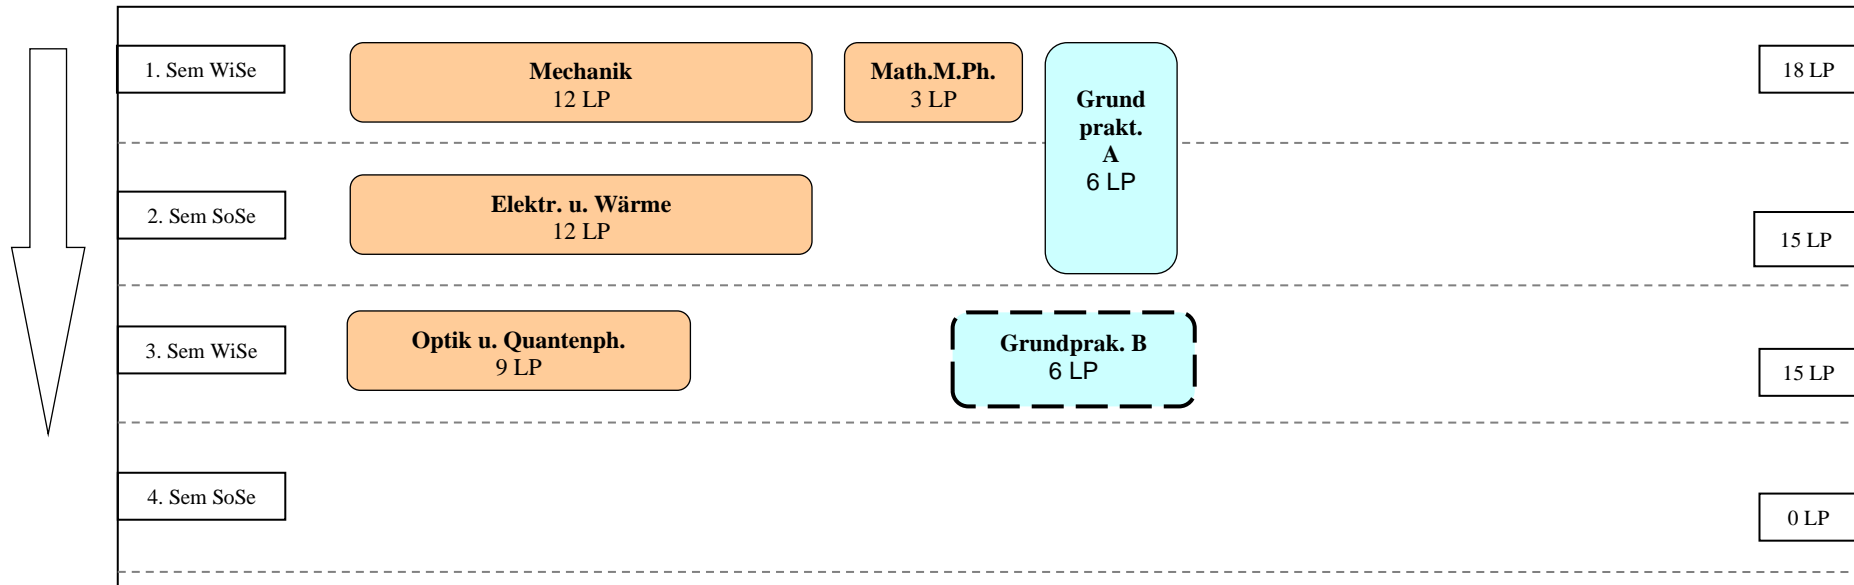 1. Sem WiSe
Mechanik
12 LP
Math.M.Ph.
3 LP
Grund
prakt.
A
6 LP
18 LP
2. Sem SoSe
Elektr. u. Wärme
12 LP
15 LP
3. Sem WiSe
Optik u. Quantenph.
9 LP
Grundprak. B
6 LP
15 LP
4. Sem SoSe
0 LP